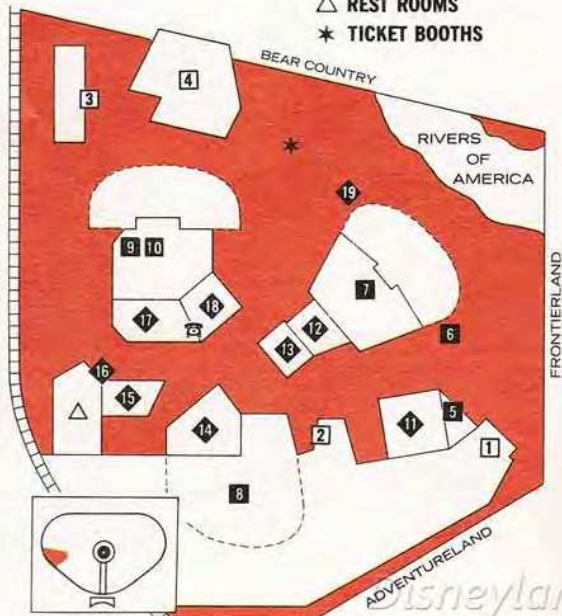 △ REST ROOMS
✶ TICKET BOOTHS
BEAR COUNTRY
4
3
RIVERS
OF
AMERICA
19
9 10
7
18
17
12
6
13
16
15
14
2
11
5
1
8
FRONTIERLAND
ADVENTURELAND
Disneylan